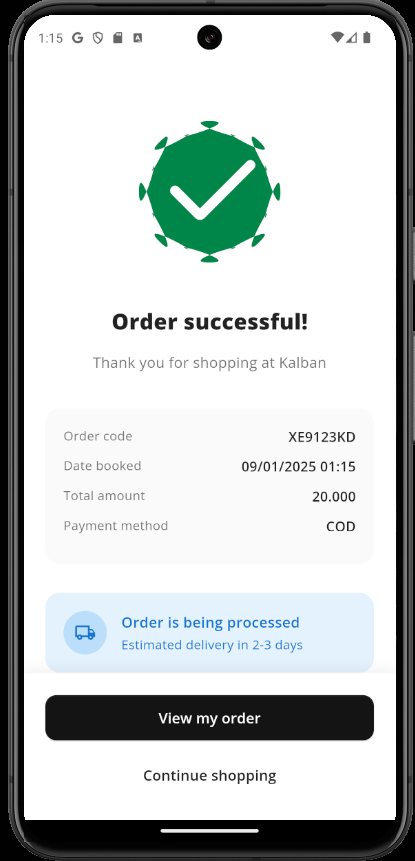 1:15
Order successful!
Thank you for shopping at Kalban
Order code XE9123KD
Date booked 09/01/2025 01:15
Total amount 20.000
Payment method COD
Order is being processed
Estimated delivery in 2-3 days
View my order
Continue shopping